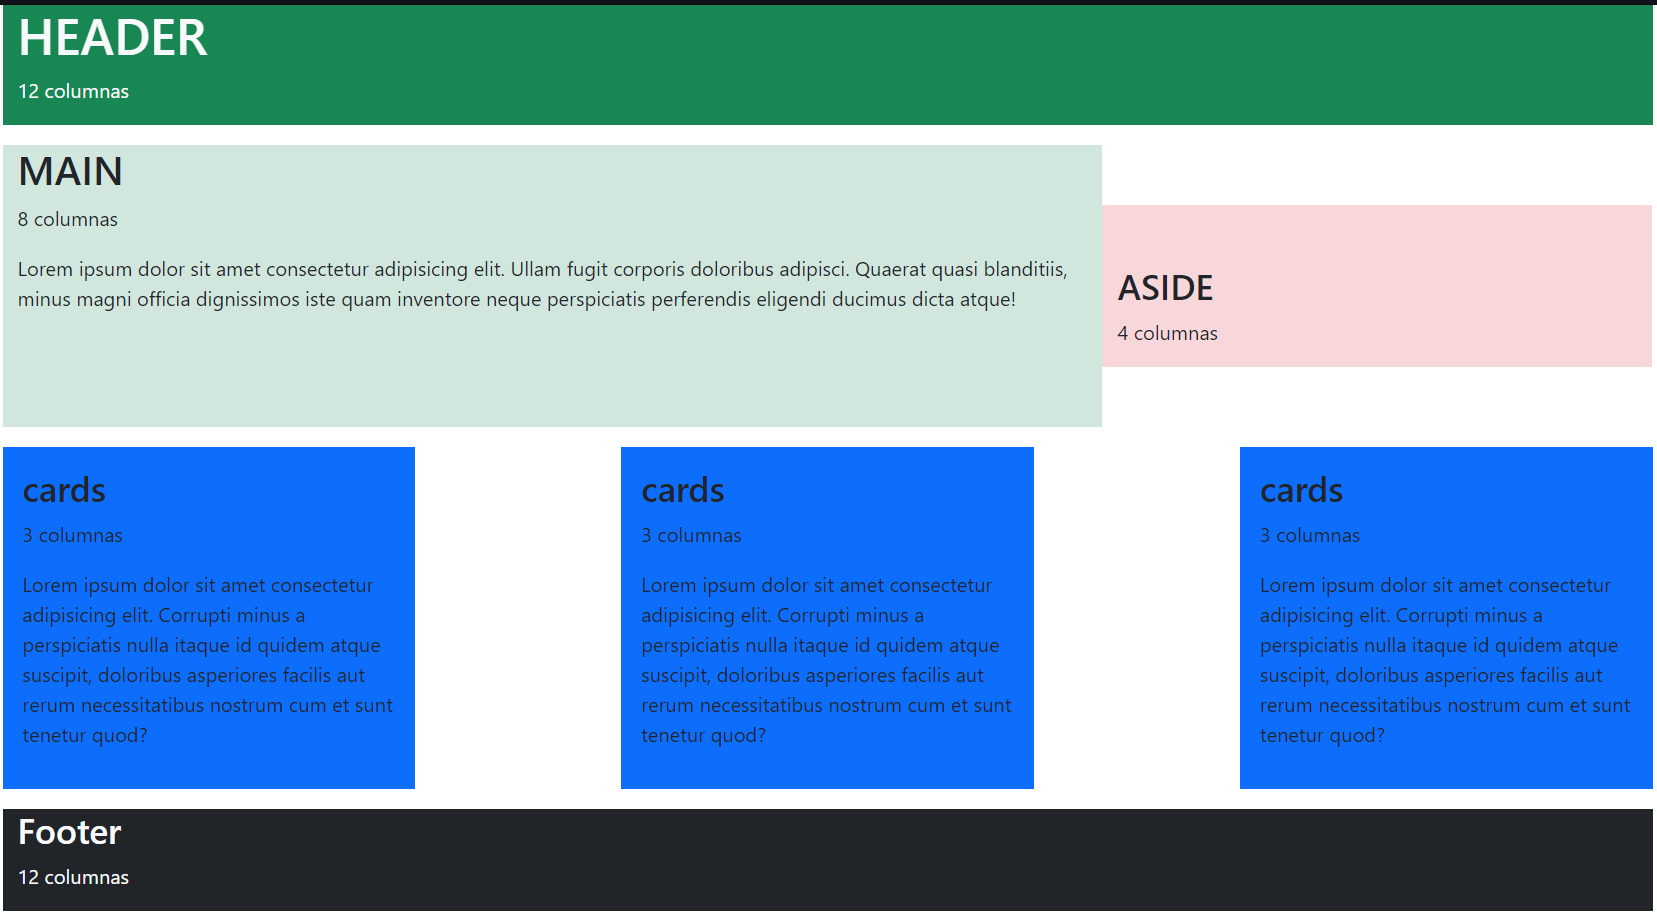 HEADER
12 columnas
MAIN
8 columnas
Lorem ipsum dolor sit amet consectetur adipisicing elit. Ullam fugit corporis doloribus adipisci. Quaerat quasi blanditiis,
minus magni officia dignissimos iste quam inventore neque perspiciatis perferendis eligendi ducimus dicta atque!
ASIDE
4 columnas
cards
3 columnas
Lorem ipsum dolor sit amet consectetur
adipisicing elit. Corrupti minus a
perspiciatis nulla itaque id quidem atque
suscipit, doloribus asperiores facilis aut
rerum necessitatibus nostrum cum et sunt
tenetur quod?
cards
3 columnas
Lorem ipsum dolor sit amet consectetur
adipisicing elit. Corrupti minus a
perspiciatis nulla itaque id quidem atque
suscipit, doloribus asperiores facilis aut
rerum necessitatibus nostrum cum et sunt
tenetur quod?
cards
3 columnas
Lorem ipsum dolor sit amet consectetur
adipisicing elit. Corrupti minus a
perspiciatis nulla itaque id quidem atque
suscipit, doloribus asperiores facilis aut
rerum necessitatibus nostrum cum et sunt
tenetur quod?
Footer
12 columnas